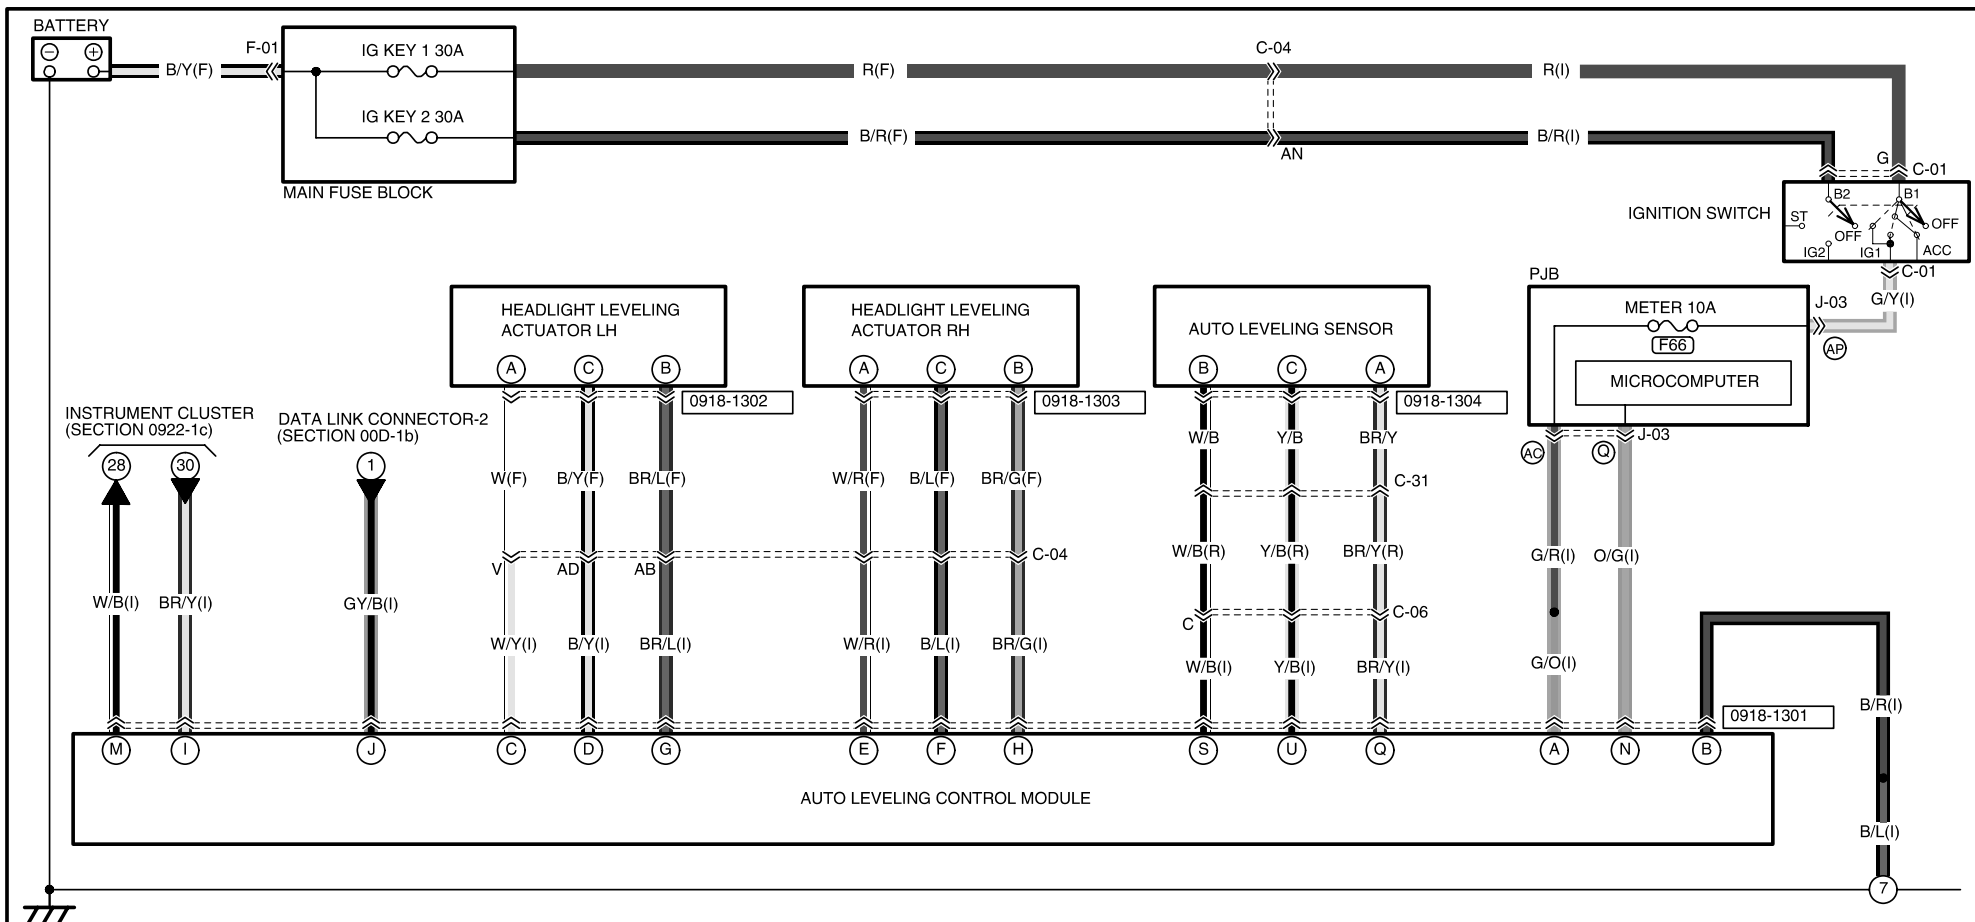 BATTERY
B/Y(F)
F-01
IG KEY 1 30A
IG KEY 2 30A
MAIN FUSE BLOCK
R(F)
C-04
R(I)
B/R(F)
AN
B/R(I)
G
C-01
IGNITION SWITCH
B2
B1
ST
OFF
OFF
IG2
IG1
ACC
C-01
G/Y(I)
PJB
J-03
METER 10A
F66
AP
MICROCOMPUTER
J-03
AC
Q
HEADLIGHT LEVELING
ACTUATOR LH
A
C
B
0918-1302
HEADLIGHT LEVELING
ACTUATOR RH
A
C
B
0918-1303
AUTO LEVELING SENSOR
B
C
A
0918-1304
INSTRUMENT CLUSTER
(SECTION 0922-1c)
28
30
DATA LINK CONNECTOR-2
(SECTION 00D-1b)
1
W/B
Y/B
BR/Y
W(F)
B/Y(F)
BR/L(F)
W/R(F)
B/L(F)
BR/G(F)
C-31
V
AD
AB
C-04
W/B(R)
Y/B(R)
BR/Y(R)
G/R(I)
O/G(I)
W/B(I)
BR/Y(I)
GY/B(I)
C
C-06
W/Y(I)
B/Y(I)
BR/L(I)
W/R(I)
B/L(I)
BR/G(I)
W/B(I)
Y/B(I)
BR/Y(I)
G/O(I)
B/R(I)
0918-1301
M
I
J
C
D
G
E
F
H
S
U
Q
A
N
B
AUTO LEVELING CONTROL MODULE
B/L(I)
7